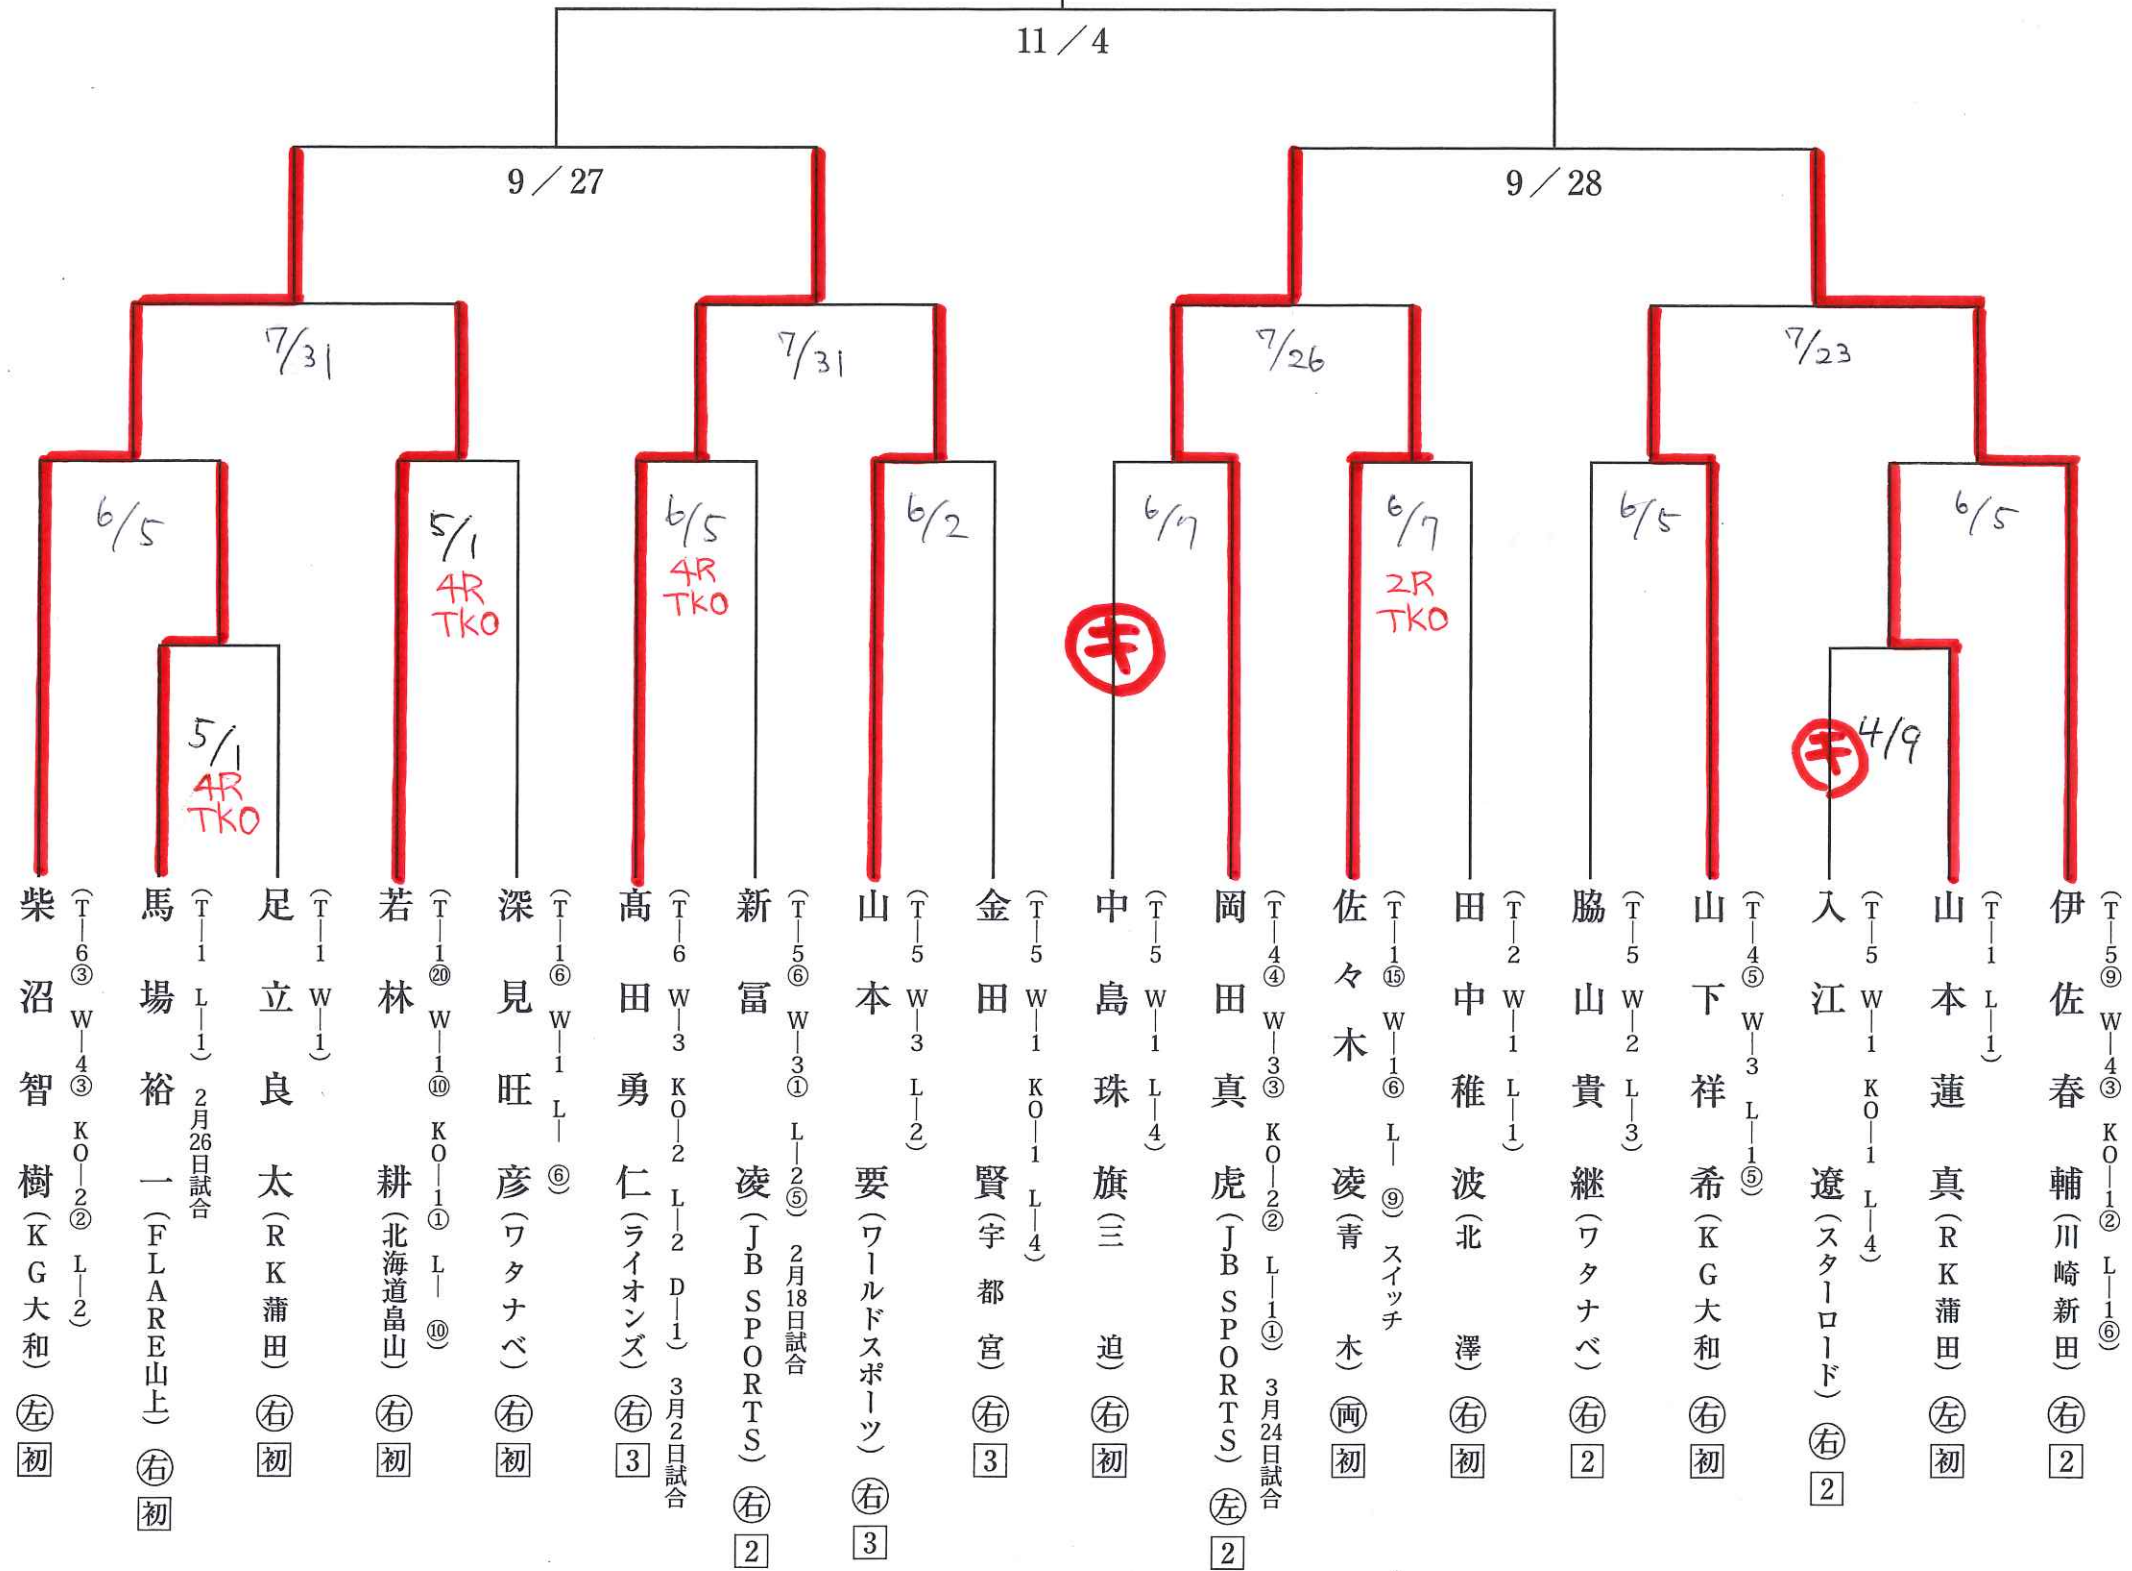 11／4
9／27
9／28
7/31
7/31
7/26
7/23
6/5
5/1
4R
TKO
6/5
4R
TKO
6/2
6/7
6/7
2R
TKO
6/5
6/5
キ
5/1
4R
TKO
キ
4/9
柴沼智樹（KG大和）左 初
（T—6③ W—4③ KO—2② L—2）
馬場裕一（FLARE山上）右 初
（T—1 L—1）2月26日試合
足立良太（RK蒲田）右 初
（T—1 W—1）
若林耕（北海道畠山）右 初
（T—1⑳ W—1⑩ KO—1① L— ⑩）
深見旺彦（ワタナベ）右 初
（T—1⑥ W—1 L— ⑥）
髙田勇仁（ライオンズ）右 3
（T—6 W—3 KO—2 L—2 D—1）3月2日試合
新冨凌（JB SPORTS）右 2
（T—5⑥ W—3① L—2⑤）2月18日試合
山本要（ワールドスポーツ）右 3
（T—5 W—3 L—2）
金田賢（宇都宮）右 3
（T—5 W—1 KO—1 L—4）
中島珠旗（三迫）右 初
（T—5 W—1 L—4）
岡田真虎（JB SPORTS）左 2
（T—4④ W—3③ KO—2② L—1①）3月24日試合
佐々木凌（青木）両 初
（T—1⑮ W—1⑥ L— ⑨）スイッチ
田中稚波（北澤）右 初
（T—2 W—1 L—1）
脇山貴継（ワタナベ）右 2
（T—5 W—2 L—3）
山下祥希（KG大和）右 初
（T—4⑤ W—3 L—1⑤）
入江遼（スターロード）右 2
（T—5 W—1 KO—1 L—4）
山本蓮真（RK蒲田）左 初
（T—1 L—1）
伊佐春輔（川崎新田）右 2
（T—5⑨ W—4③ KO—1② L—1⑥）